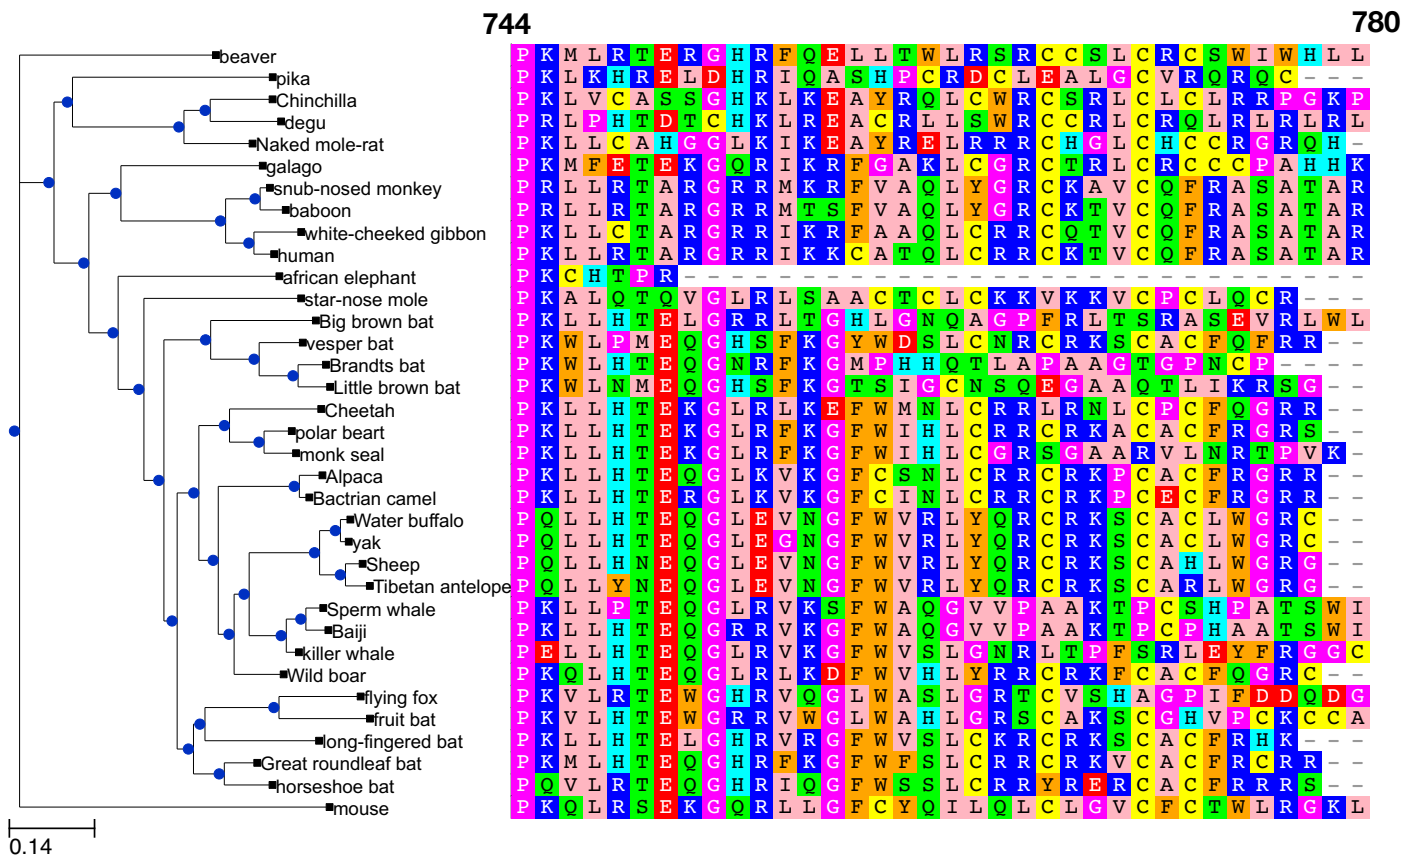 744 780
beaver P K M L R T E R G H R F Q E L L T W L R S R C C S L C R C S W I W H L L
pika P K L K H R E L D H R I Q A S H P C R D C L E A L G C V R Q R Q C - - -
Chinchilla P K L V C A S S G H K L K E A Y R Q L C W R C S R L C L C L R R P G K P
degu P R L P H T D T C H K L R E A C R L L S W R C C R L C R Q L R L R L R L
Naked mole-rat P K L L C A H G G L K I K E A Y R E L R R R C H G L C H C C R G R Q H -
galago P K M F E T E K G Q R I K R F G A K L C G R C T R L C R C C C P A H H K
snub-nosed monkey P R L L R T A R G R R M K R F V A Q L Y G R C K A V C Q F R A S A T A R
baboon P R L L R T A R G R R M T S F V A Q L Y G R C K T V C Q F R A S A T A R
white-cheeked gibbon P K L L C T A R G R R I K R F A A Q L C R R C Q T V C Q F R A S A T A R
human P K L L R T A R G R R I K K C A T Q L C R R C K T V C Q F R A S A T A R
african elephant P K C H T P R - - - - - - - - - - - - - - - - - - - - - - - - - - - - -
star-nose mole P K A L Q T Q V G L R L S A A C T C L C K K V K K V C P C L Q C R - - -
Big brown bat P K L L H T E L G R R L T G H L G N Q A G P F R L T S R A S E V R L W L
vesper bat P K W L P M E Q G H S F K G Y W D S L C N R C R K S C A C F Q F R R - -
Brandts bat P K W L H T E Q G N R F K G M P H H Q T L A P A A G T G P N C P - - - -
Little brown bat P K W L N M E Q G H S F K G T S I G C N S Q E G A A Q T L I K R S G - -
Cheetah P K L L H T E K G L R L K E F W M N L C R R L R N L C P C F Q G R R - -
polar beart P K L L H T E K G L R F K G F W I H L C R R C R K A C A C F R G R S - -
monk seal P K L L K T E K G L R F K G F W I H L C G R S G A A R V L N R T P V K -
Alpaca P K L L H T E Q G L K V K G F C S N L C R R C R K P C A C F R G R R - -
Bactrian camel P K L L H T E R G L K V K G F C I N L C R R C R K P C E C F R G R R - -
Water buffalo P Q L L H T E Q G L E V N G F W V R L Y Q R C R K S C A C L W G R C - -
yak P Q L L H T E Q G L E G N G F W V R L Y Q R C R K S C A C L W G R C - -
Sheep P Q L L H N E Q G L E V N G F W V R L Y Q R C R K S C A H L W G R G - -
Tibetan antelope P Q L L Y N E Q G L E V N G F W V R L Y Q R C R K S C A R L W G R G - -
Sperm whale P K L L P T E Q G L R V K S F W A Q G V V P A A K T P C S H P A T S W I
Baiji P K L L H T E Q G R R V K G F W A Q G V V P A A K T P C P H A A T S W I
killer whale P E L L H T E Q G L R V K G F W V S L G N R L T P F S R L E Y F R G G C
Wild boar P K Q L H T E Q G L R L K D F W V H L Y R R C R K F C A C F Q G R C - -
flying fox P K V L R T E W G H R V Q G L W A S L G R T C V S H A G P I F D D Q D G
fruit bat P K V L H T E W G R R V W G L W A H L G R S C A K S C G H V P C K C C A
long-fingered bat P K L L H T E L G H R V R G F W V S L C K R C R K S C A C F R H K - - -
Great roundleaf bat P K M L H T E Q G H R F K G F W F S L C R R C R K V C A C F R C R R - -
horseshoe bat P Q V L R T E Q G H R I Q G F W S S L C R R Y R E R C A C F R R R S - -
mouse P K Q L R S E K G Q R L L G F C Y Q I L Q L C L G V C F C T W L R G K L
0.14